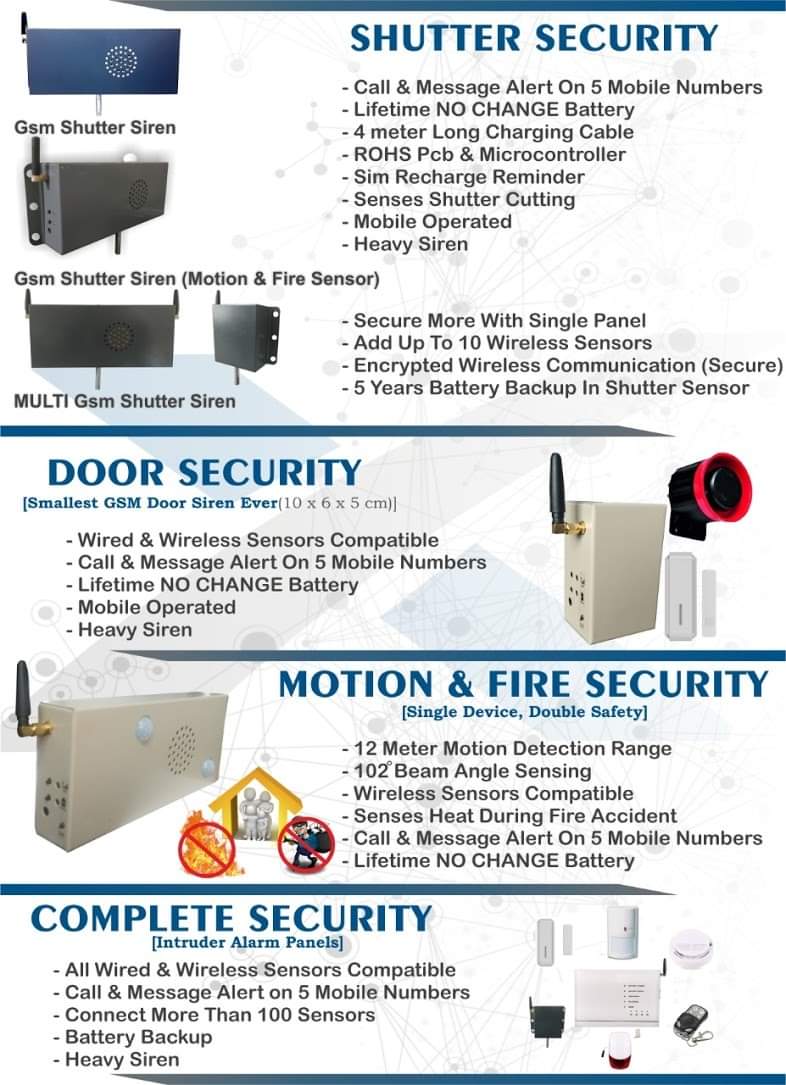 SHUTTER SECURITY
- Call & Message Alert On 5 Mobile Numbers
- Lifetime NO CHANGE Battery
- 4 meter Long Charging Cable
- ROHS Pcb & Microcontroller
- Sim Recharge Reminder
- Senses Shutter Cutting
- Mobile Operated
- Heavy Siren
Gsm Shutter Siren
Gsm Shutter Siren (Motion & Fire Sensor)
- Secure More With Single Panel
- Add Up To 10 Wireless Sensors
- Encrypted Wireless Communication (Secure)
- 5 Years Battery Backup In Shutter Sensor
MULTI Gsm Shutter Siren
DOOR SECURITY
[Smallest GSM Door Siren Ever(10 x 6 x 5 cm)]
- Wired & Wireless Sensors Compatible
- Call & Message Alert On 5 Mobile Numbers
- Lifetime NO CHANGE Battery
- Mobile Operated
- Heavy Siren
MOTION & FIRE SECURITY
[Single Device, Double Safety]
- 12 Meter Motion Detection Range
- 102° Beam Angle Sensing
- Wireless Sensors Compatible
- Senses Heat During Fire Accident
- Call & Message Alert On 5 Mobile Numbers
- Lifetime NO CHANGE Battery
COMPLETE SECURITY
[Intruder Alarm Panels]
- All Wired & Wireless Sensors Compatible
- Call & Message Alert on 5 Mobile Numbers
- Connect More Than 100 Sensors
- Battery Backup
- Heavy Siren